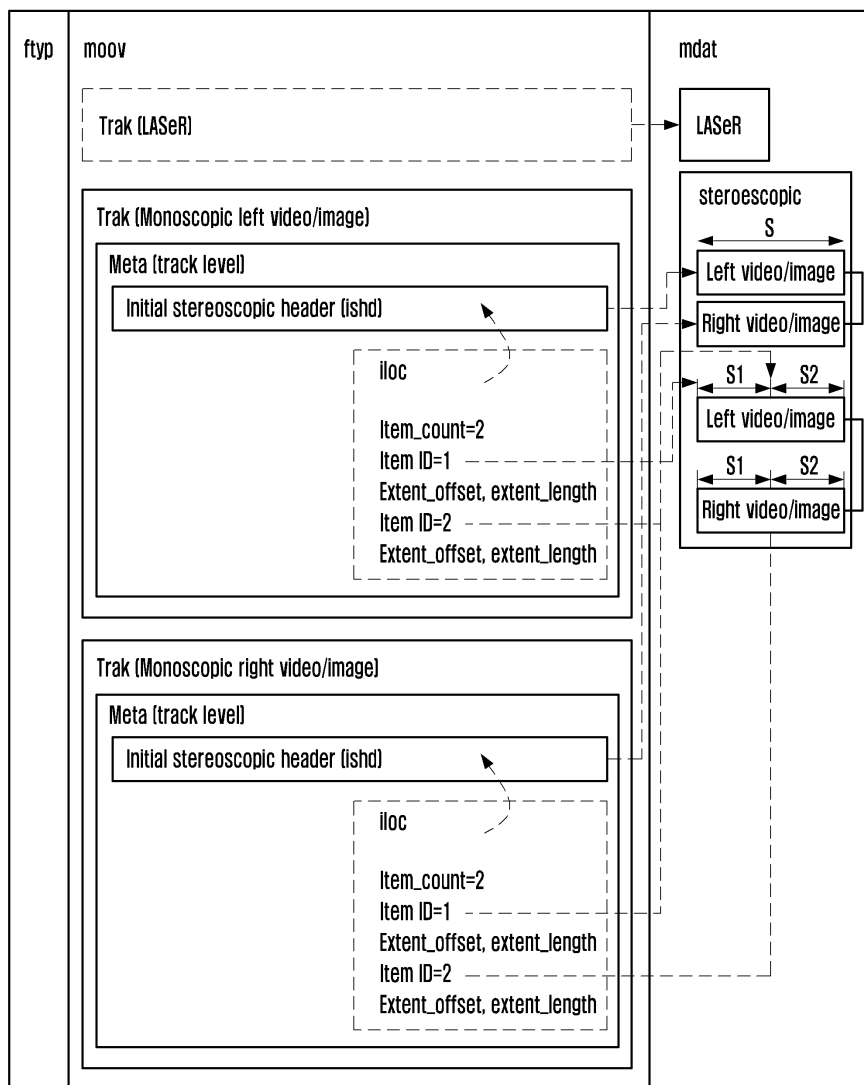 ftyp
moov
mdat
Trak (LASeR)
LASeR
Trak (Monoscopic left video/image)
Meta (track level)
Initial stereoscopic header (ishd)
iloc
Item_count=2
Item ID=1
Extent_offset, extent_length
Item ID=2
Extent_offset, extent_length
steroescopic
S
Left video/image
Right video/image
S1 S2
Left video/image
S1 S2
Right video/image
Trak (Monoscopic right video/image)
Meta (track level)
Initial stereoscopic header (ishd)
iloc
Item_count=2
Item ID=1
Extent_offset, extent_length
Item ID=2
Extent_offset, extent_length